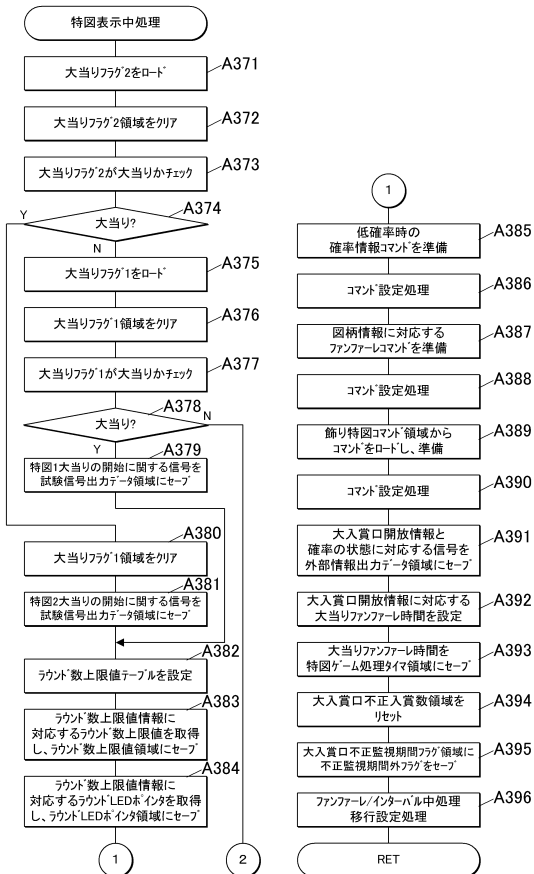 特図表示中処理
大当りフラグ2をロード
A371
大当りフラグ2領域をクリア
A372
大当りフラグ2が大当りかチェック
A373
大当り?
A374
Y
N
大当りフラグ1をロード
A375
大当りフラグ1領域をクリア
A376
大当りフラグ1が大当りかチェック
A377
大当り?
A378
N
Y
特図1大当りの開始に関する信号を
試験信号出力データ領域にセーブ
A379
大当りフラグ1領域をクリア
A380
特図2大当りの開始に関する信号を
試験信号出力データ領域にセーブ
A381
ラウンド数上限値テーブルを設定
A382
ラウンド数上限値情報に
対応するラウンド数上限値を取得
し、ラウンド数上限値領域にセーブ
A383
ラウンド数上限値情報に
対応するラウンドLEDポインタを取得
し、ラウンドLEDポインタ領域にセーブ
A384
1
2
1
低確率時の
確率情報コマンドを準備
A385
コマンド設定処理
A386
図柄情報に対応する
ファンファーレコマンドを準備
A387
コマンド設定処理
A388
飾り特図コマンド領域から
コマンドをロードし、準備
A389
コマンド設定処理
A390
大入賞口開放情報と
確率の状態に対応する信号を
外部情報出力データ領域にセーブ
A391
大入賞口開放情報に対応する
大当りファンファーレ時間を設定
A392
大当りファンファーレ時間を
特図ゲーム処理タイマ領域にセーブ
A393
大入賞口不正入賞数領域を
リセット
A394
大入賞口不正監視期間フラグ領域に
不正監視期間外フラグをセーブ
A395
ファンファーレ/インターバル中処理
移行設定処理
A396
RET